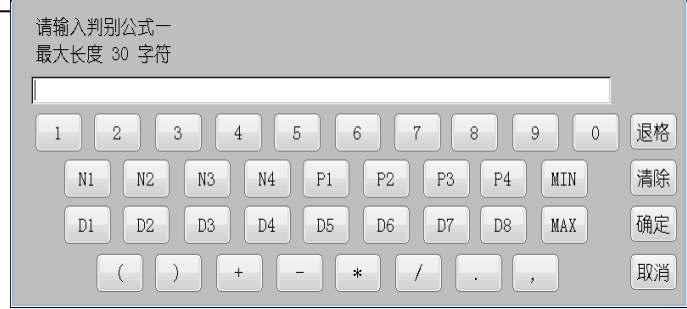 请输入判别公式一
最大长度 30 字符
1 2 3 4 5 6 7 8 9 0 退格
N1 N2 N3 N4 P1 P2 P3 P4 MIN 清除
D1 D2 D3 D4 D5 D6 D7 D8 MAX 确定
( ) + - * / . , 取消